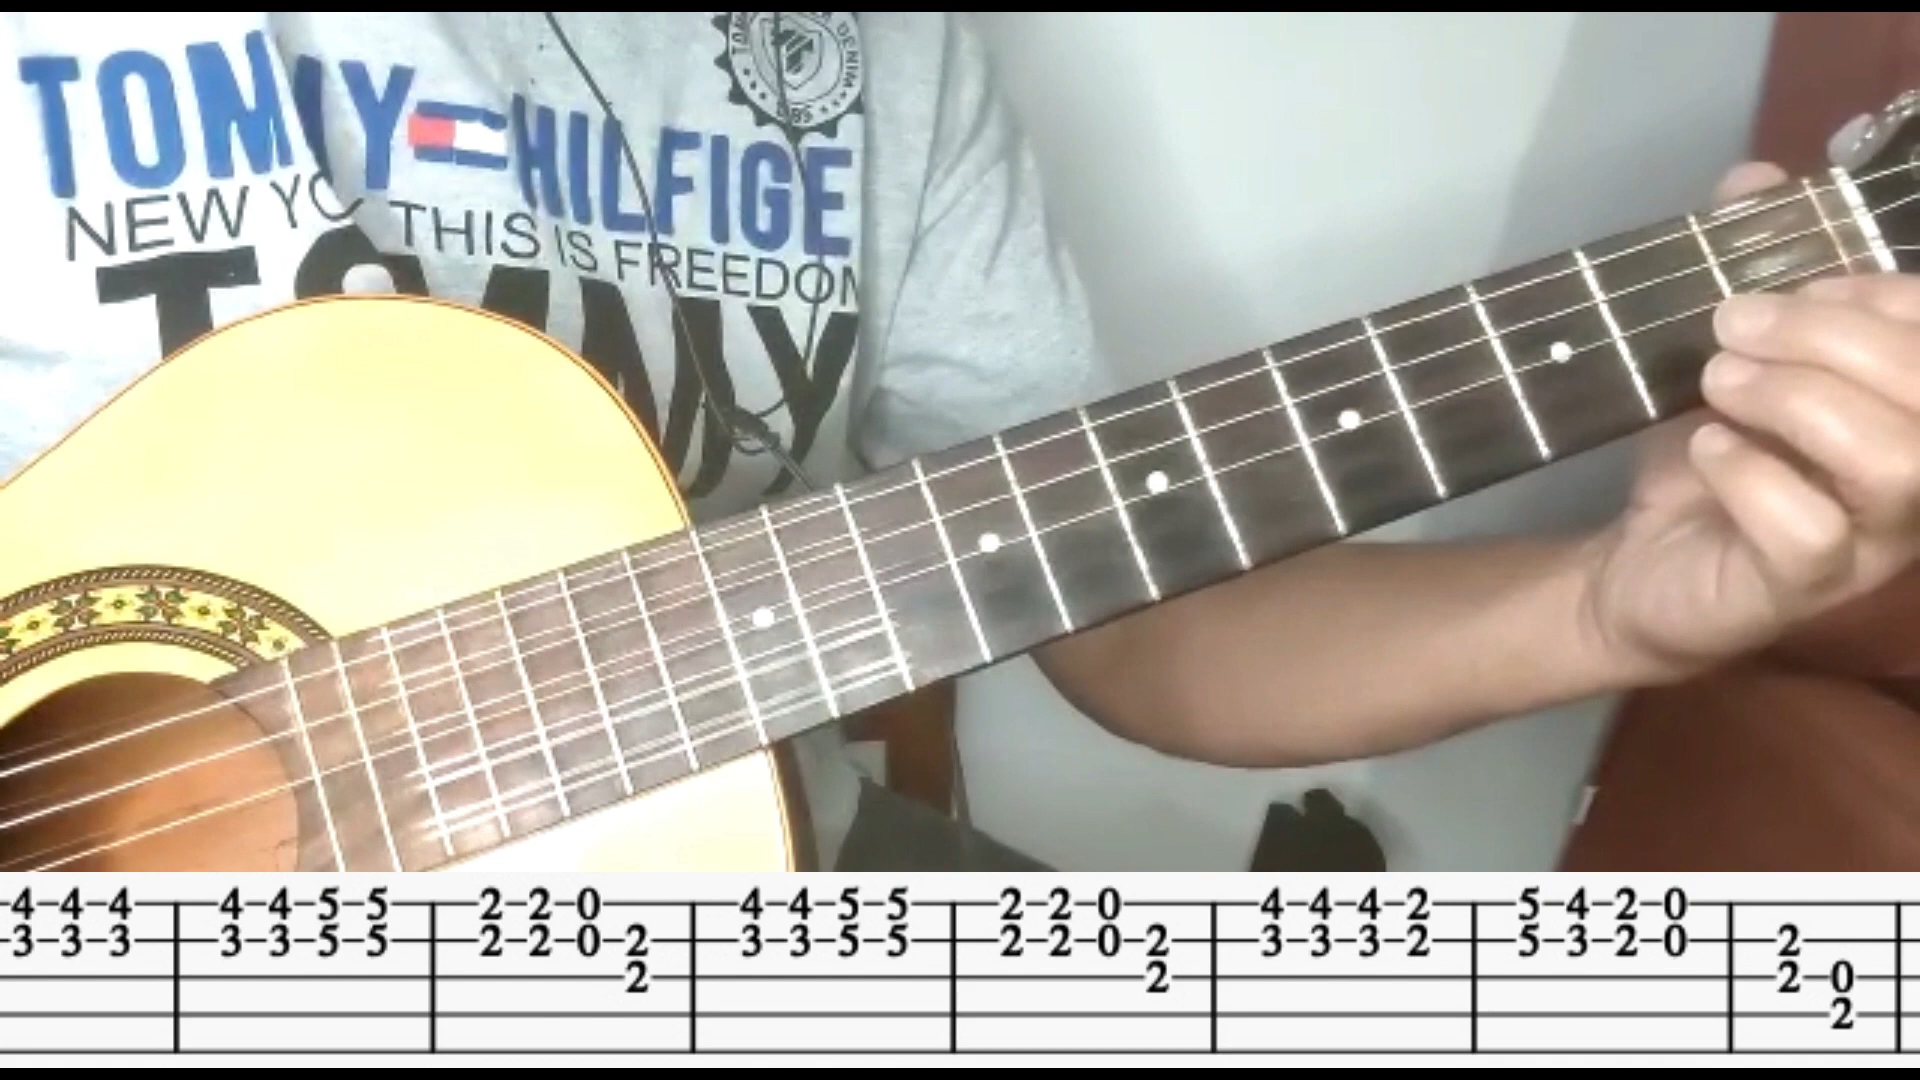 TOMMY HILFIGE
NEW YO THIS IS FREEDOM
TOMMY
DENIM
4-4-4 4-4-5-5 2-2-0 4-4-5-5 2-2-0 4-4-4-2 5-4-2-0
3-3-3 3-3-5-5 2-2-0-2 3-3-5-5 2-2-0-2 3-3-3-2 5-3-2-0 2
2 2 2-0
2